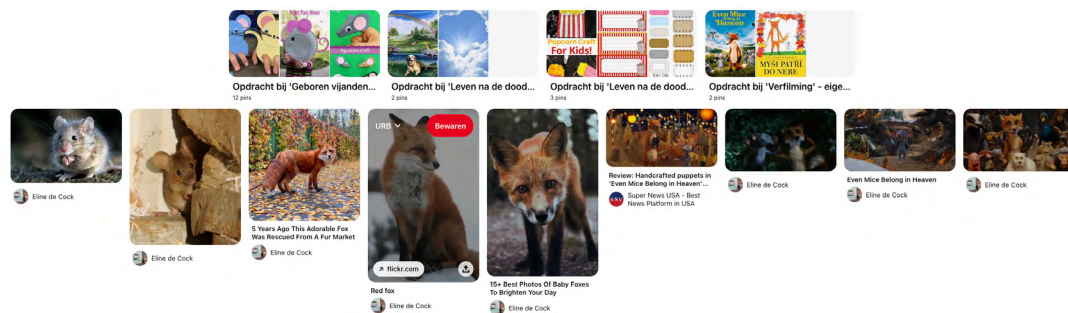 Finger Fun Mice
Popcorn Craft
For Kids!
Even Mice
Belong in
Heaven
MYŠI PATŘÍ
DO NEBE
Opdracht bij 'Geboren vijanden...
12 pins
Opdracht bij 'Leven na de dood...
2 pins
Opdracht bij 'Leven na de dood...
3 pins
Opdracht bij 'Verfilming' - eige...
2 pins
Eline de Cock
Eline de Cock
5 Years Ago This Adorable Fox
Was Rescued From A Fur Market
Eline de Cock
URB
Bewaren
flickr.com
Red fox
Eline de Cock
15+ Best Photos Of Baby Foxes
To Brighten Your Day
Eline de Cock
Review: Handcrafted puppets in
'Even Mice Belong in Heaven'...
SNU
Super News USA - Best
News Platform in USA
Eline de Cock
Even Mice Belong in Heaven
Eline de Cock
Eline de Cock